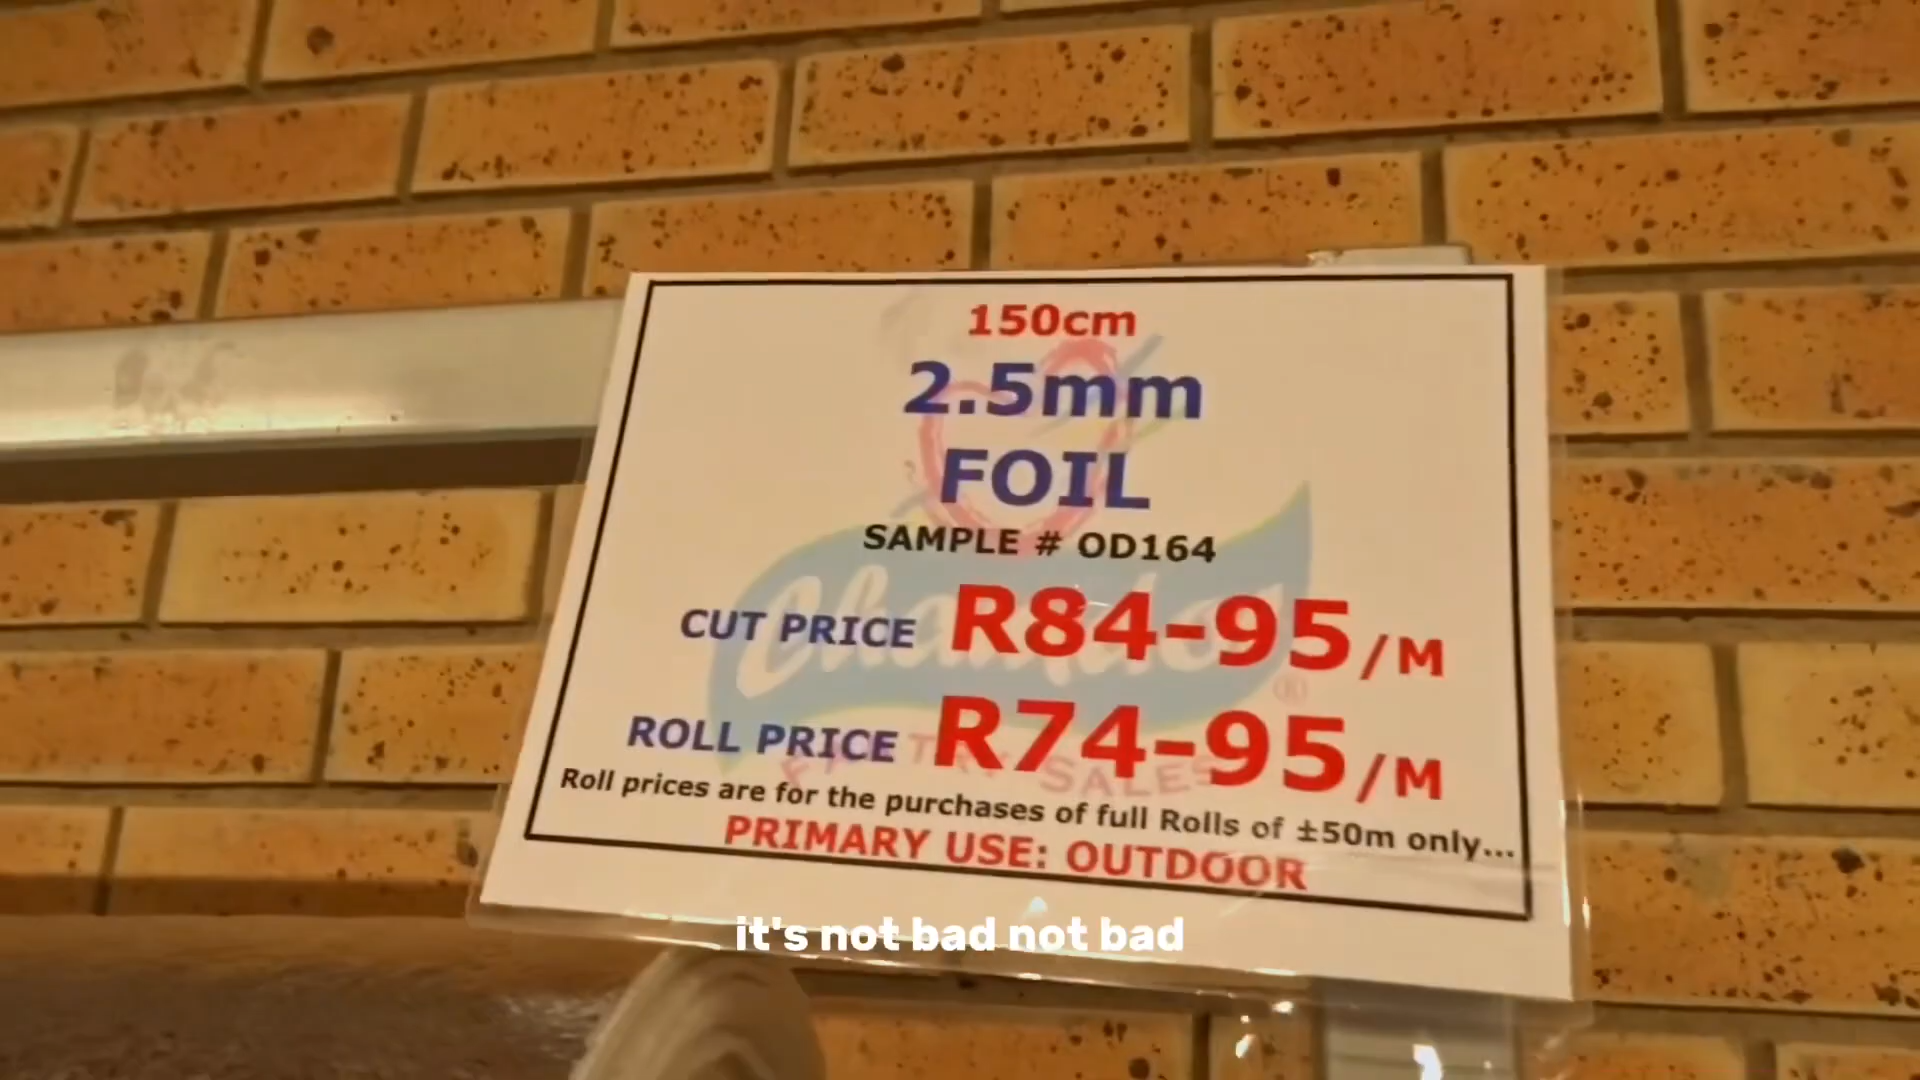 150cm
2.5mm
FOIL
SAMPLE # OD164
CUT PRICE R84-95/M
ROLL PRICE R74-95/M
Roll prices are for the purchases of full Rolls of ±50m only...
PRIMARY USE: OUTDOOR
it's not bad not bad